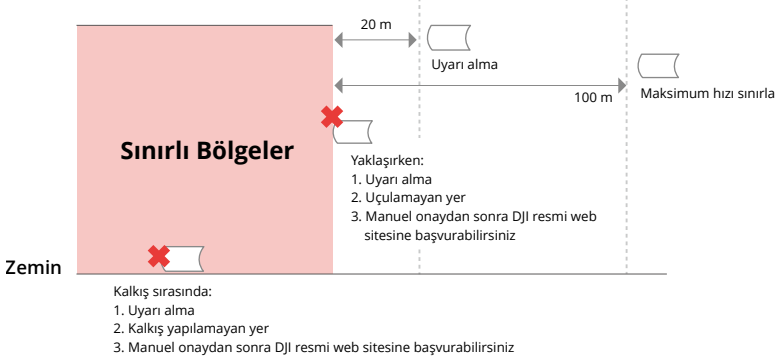 20 m
Uyarı alma
100 m
Maksimum hızı sınırla
Sınırlı Bölgeler
Yaklaşırken:
1. Uyarı alma
2. Uçulamayan yer
3. Manuel onaydan sonra DJI resmi web
sitesine başvurabilirsiniz
Zemin
Kalkış sırasında:
1. Uyarı alma
2. Kalkış yapılamayan yer
3. Manuel onaydan sonra DJI resmi web sitesine başvurabilirsiniz